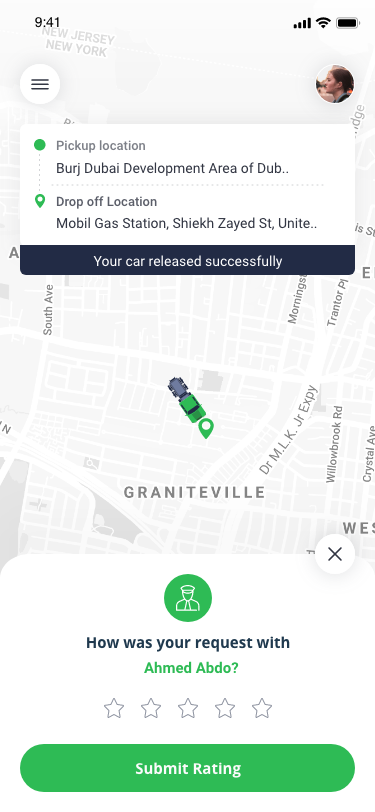 9:41
NEW JERSEY
NEW YORK
Pickup location
Burj Dubai Development Area of Dub..
Drop off Location
Mobil Gas Station, Shiekh Zayed St, Unite..
Your car released successfully
South Ave
Trantor Pl
Dr M.L.K. Jr Expy
Willowbrook Rd
Crystal Ave
GRANITEVILLE
How was your request with
Ahmed Abdo?
Submit Rating